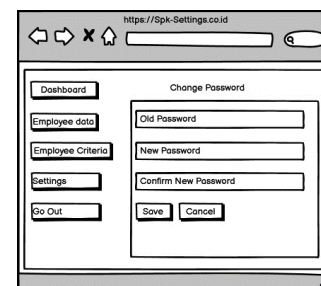 https://Spk-Settings.co.id
Dashboard
Change Password
Employee data
Old Password
Employee Criteria
New Password
Settings
Confirm New Password
Go Out
Save
Cancel